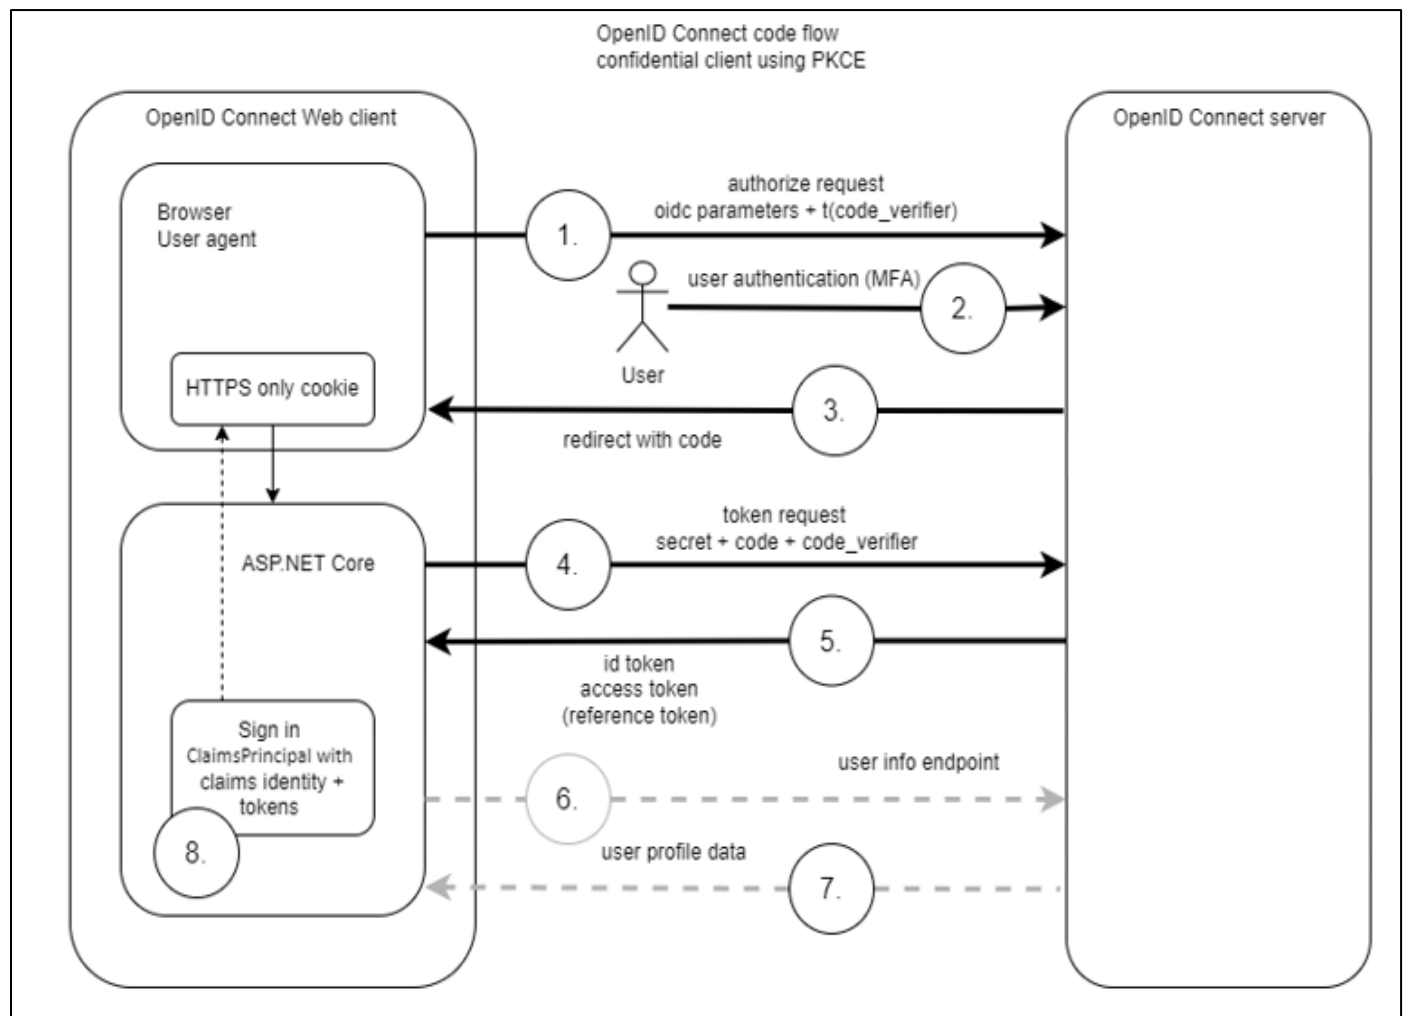 OpenID Connect code flow
confidential client using PKCE
OpenID Connect Web client
OpenID Connect server
Browser
User agent
authorize request
oidc parameters + t(code_verifier)
1.
user authentication (MFA)
2.
User
HTTPS only cookie
3.
redirect with code
ASP.NET Core
token request
secret + code + code_verifier
4.
5.
id token
access token
(reference token)
Sign in
ClaimsPrincipal with
claims identity +
tokens
user info endpoint
6.
user profile data
7.
8.